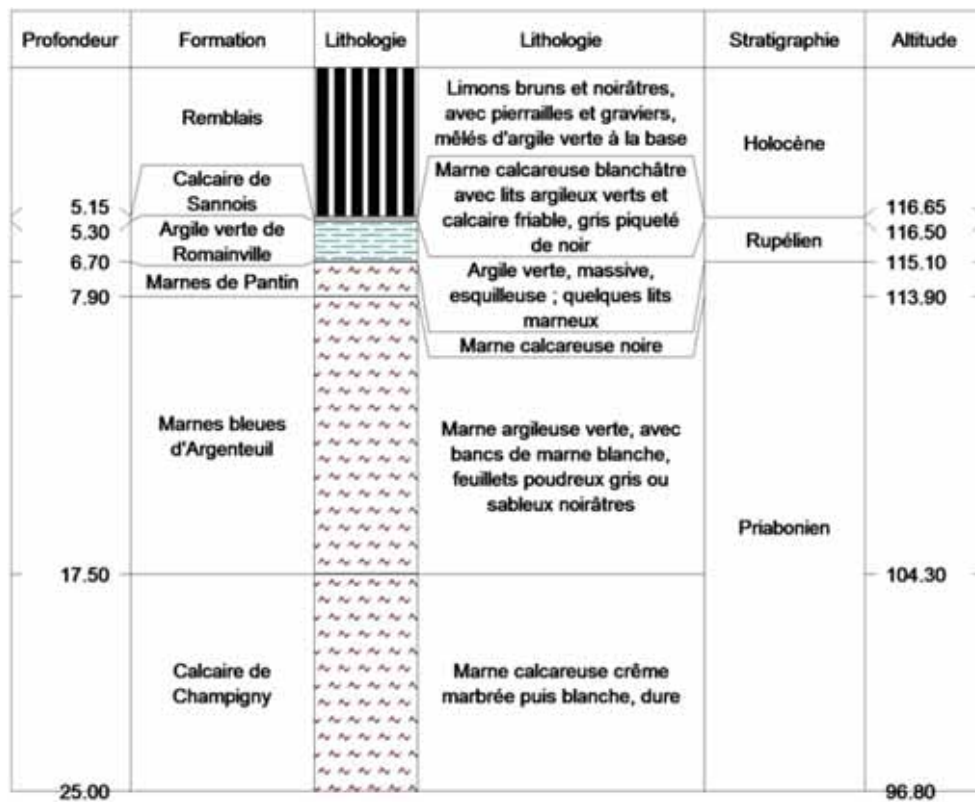 Profondeur
Formation
Lithologie
Lithologie
Stratigraphie
Altitude
Remblais
Limons bruns et noirâtres,
avec pierrailles et graviers,
mêlés d'argile verte à la base
Holocène
Calcaire de
Sannois
Marne calcareuse blanchâtre
avec lits argileux verts et
calcaire friable, gris piqueté
de noir
5.15
116.65
5.30
Argile verte de
Romainville
Rupélien
116.50
6.70
Argile verte, massive,
esquilleuse ; quelques lits
marneux
115.10
Marnes de Pantin
7.90
113.90
Marne calcareuse noire
Marnes bleues
d'Argenteuil
Marne argileuse verte, avec
bancs de marne blanche,
feuillets poudreux gris ou
sableux noirâtres
Priabonien
17.50
104.30
Calcaire de
Champigny
Marne calcareuse crême
marbrée puis blanche, dure
25.00
96.80